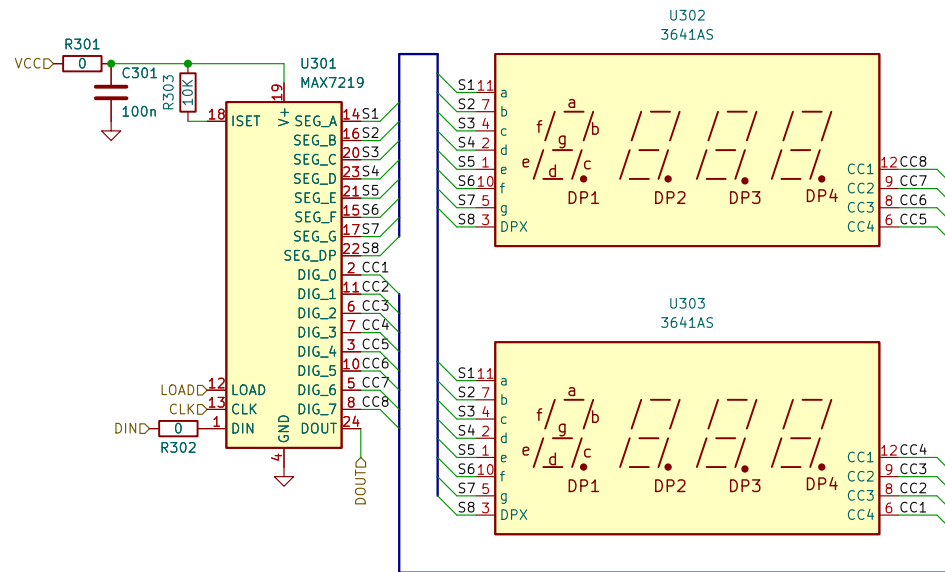 R301
VCC
0
C301
100n
R303
10K
U301
MAX7219
19
V+
18 ISET
SEG_A 14 S1
SEG_B 16 S2
SEG_C 20 S3
SEG_D 23 S4
SEG_E 21 S5
SEG_F 15 S6
SEG_G 17 S7
SEG_DP 22 S8
DIG_0 2 CC1
DIG_1 11 CC2
DIG_2 6 CC3
DIG_3 7 CC4
DIG_4 3 CC5
DIG_5 10 CC6
DIG_6 5 CC7
DIG_7 8 CC8
DOUT 24
LOAD 12 LOAD
CLK 13 CLK
DIN 0 1 DIN
R302
GND
4
DOUT
U302
3641AS
S1 11 a
S2 7 b
S3 4 c
S4 2 d
S5 1 e
S6 10 f
S7 5 g
S8 3 DPX
a
f b
g
e d c
DP1 DP2 DP3 DP4
CC1 12 CC8
CC2 9 CC7
CC3 8 CC6
CC4 6 CC5
U303
3641AS
S1 11 a
S2 7 b
S3 4 c
S4 2 d
S5 1 e
S6 10 f
S7 5 g
S8 3 DPX
a
f b
g
e d c
DP1 DP2 DP3 DP4
CC1 12 CC4
CC2 9 CC3
CC3 8 CC2
CC4 6 CC1